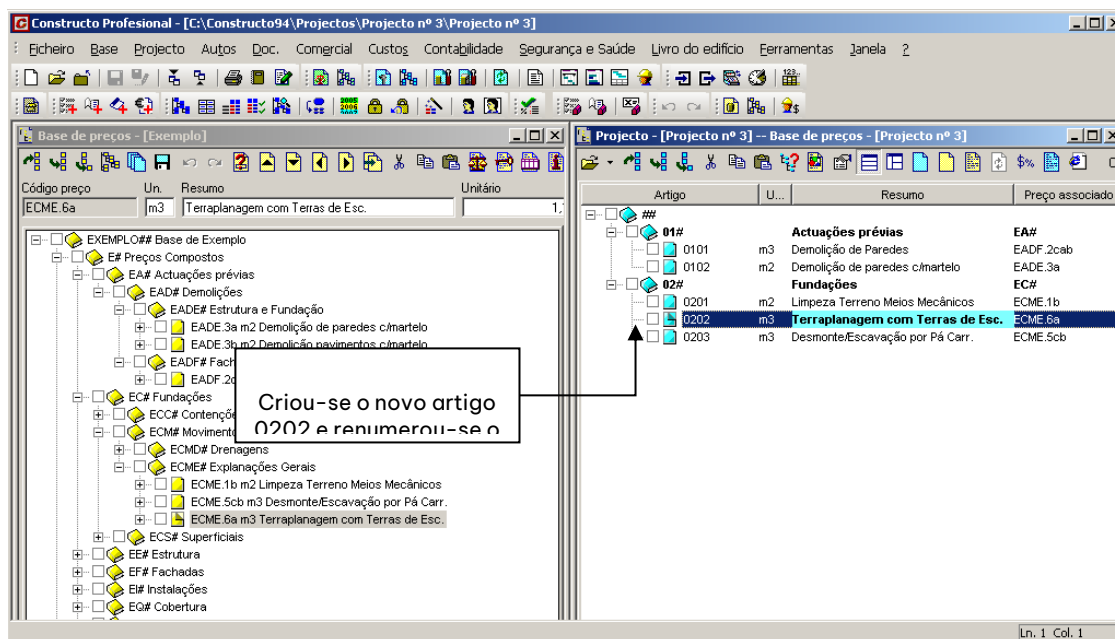 Constructo Profesional - [C:\Constructo94\Projectos\Projecto nº 3\Projecto nº 3]
Ficheiro Base Projecto Autos Doc. Comercial Custos Contabilidade Segurança e Saúde Livro do edifício Ferramentas Janela ?
Base de preços - [Exemplo]
Código preço Un. Resumo Unitário
ECME.6a m3 Terraplanagem com Terras de Esc. 1,
EXEMPLO## Base de Exemplo
E# Preços Compostos
EA# Actuações prévias
EAD# Demolições
EADE# Estrutura e Fundação
EADE.3a m2 Demolição de paredes c/martelo
EADE.3b m2 Demolição pavimentos c/martelo
EADF# Fach
EADF.2c
EC# Fundações
ECC# Contençõe
ECM# Movimento
ECMD# Drenagens
ECME# Explanações Gerais
ECME.1b m2 Limpeza Terreno Meios Mecânicos
ECME.5cb m3 Desmonte/Escavação por Pá Carr.
ECME.6a m3 Terraplanagem com Terras de Esc.
ECS# Superficiais
EE# Estrutura
EF# Fachadas
EI# Instalações
EQ# Cobertura
Criou-se o novo artigo
0202 e renumerou-se o
Projecto - [Projecto nº 3] -- Base de preços - [Projecto nº 3]
Artigo U... Resumo Preço associado
##
01# Actuações prévias EA#
0101 m3 Demolição de Paredes EADF.2cab
0102 m2 Demolição de paredes c/martelo EADE.3a
02# Fundações EC#
0201 m2 Limpeza Terreno Meios Mecânicos ECME.1b
0202 m3 Terraplanagem com Terras de Esc. ECME.6a
0203 m3 Desmonte/Escavação por Pá Carr. ECME.5cb
Ln. 1 Col. 1